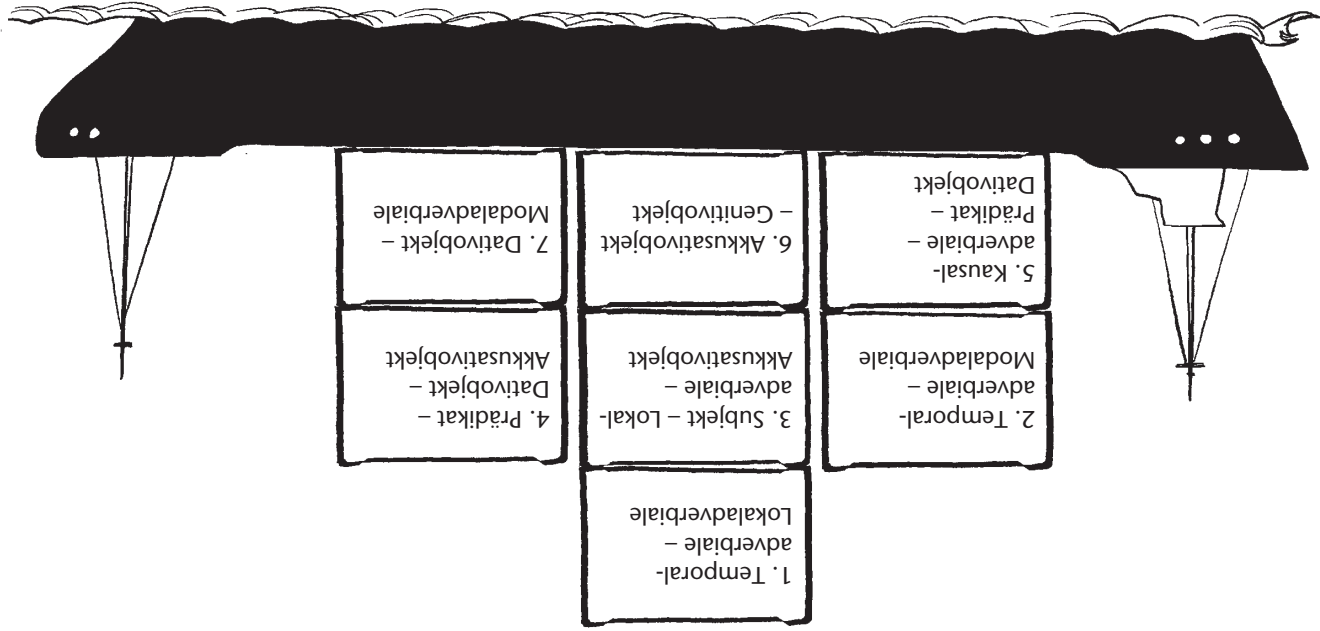 1. Temporal-
adverbiale –
Lokaladverbiale
2. Temporal-
adverbiale –
Modaladverbiale
3. Subjekt – Lokal-
adverbiale –
Akkusativobjekt
4. Prädikat –
Dativobjekt –
Akkusativobjekt
5. Kausal-
adverbiale –
Prädikat –
Dativobjekt
6. Akkusativobjekt
– Genitivobjekt
7. Dativobjekt –
Modaladverbiale